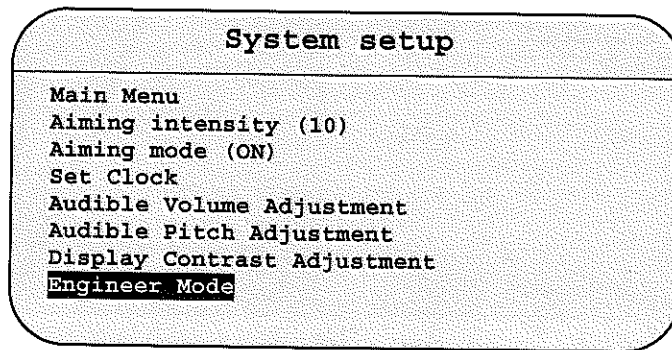 System setup
Main Menu
Aiming intensity (10)
Aiming mode (ON)
Set Clock
Audible Volume Adjustment
Audible Pitch Adjustment
Display Contrast Adjustment
Engineer Mode